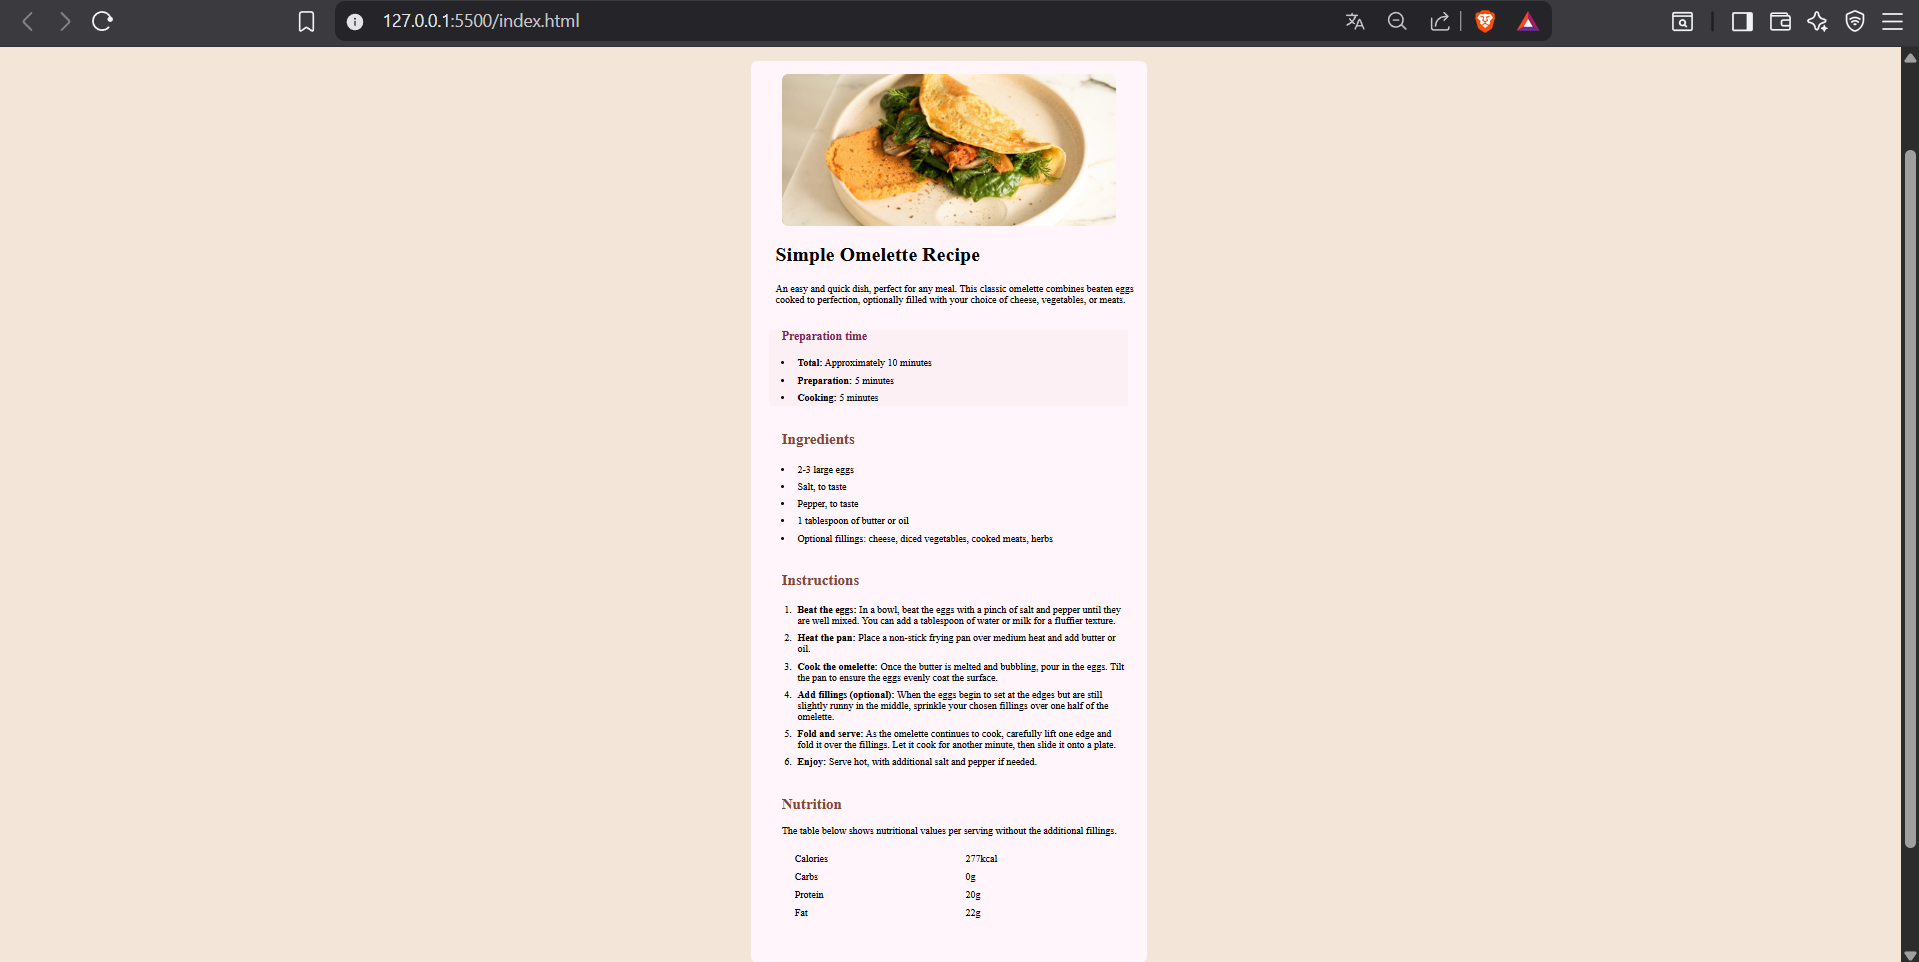 127.0.0.1:5500/index.html
Simple Omelette Recipe
An easy and quick dish, perfect for any meal. This classic omelette combines beaten eggs
cooked to perfection, optionally filled with your choice of cheese, vegetables, or meats.
Preparation time
• Total: Approximately 10 minutes
• Preparation: 5 minutes
• Cooking: 5 minutes
Ingredients
• 2-3 large eggs
• Salt, to taste
• Pepper, to taste
• 1 tablespoon of butter or oil
• Optional fillings: cheese, diced vegetables, cooked meats, herbs
Instructions
1. Beat the eggs: In a bowl, beat the eggs with a pinch of salt and pepper until they
are well mixed. You can add a tablespoon of water or milk for a fluffier texture.
2. Heat the pan: Place a non-stick frying pan over medium heat and add butter or
oil.
3. Cook the omelette: Once the butter is melted and bubbling, pour in the eggs. Tilt
the pan to ensure the eggs evenly coat the surface.
4. Add fillings (optional): When the eggs begin to set at the edges but are still
slightly runny in the middle, sprinkle your chosen fillings over one half of the
omelette.
5. Fold and serve: As the omelette continues to cook, carefully lift one edge and
fold it over the fillings. Let it cook for another minute, then slide it onto a plate.
6. Enjoy: Serve hot, with additional salt and pepper if needed.
Nutrition
The table below shows nutritional values per serving without the additional fillings.
Calories 277kcal
Carbs 0g
Protein 20g
Fat 22g